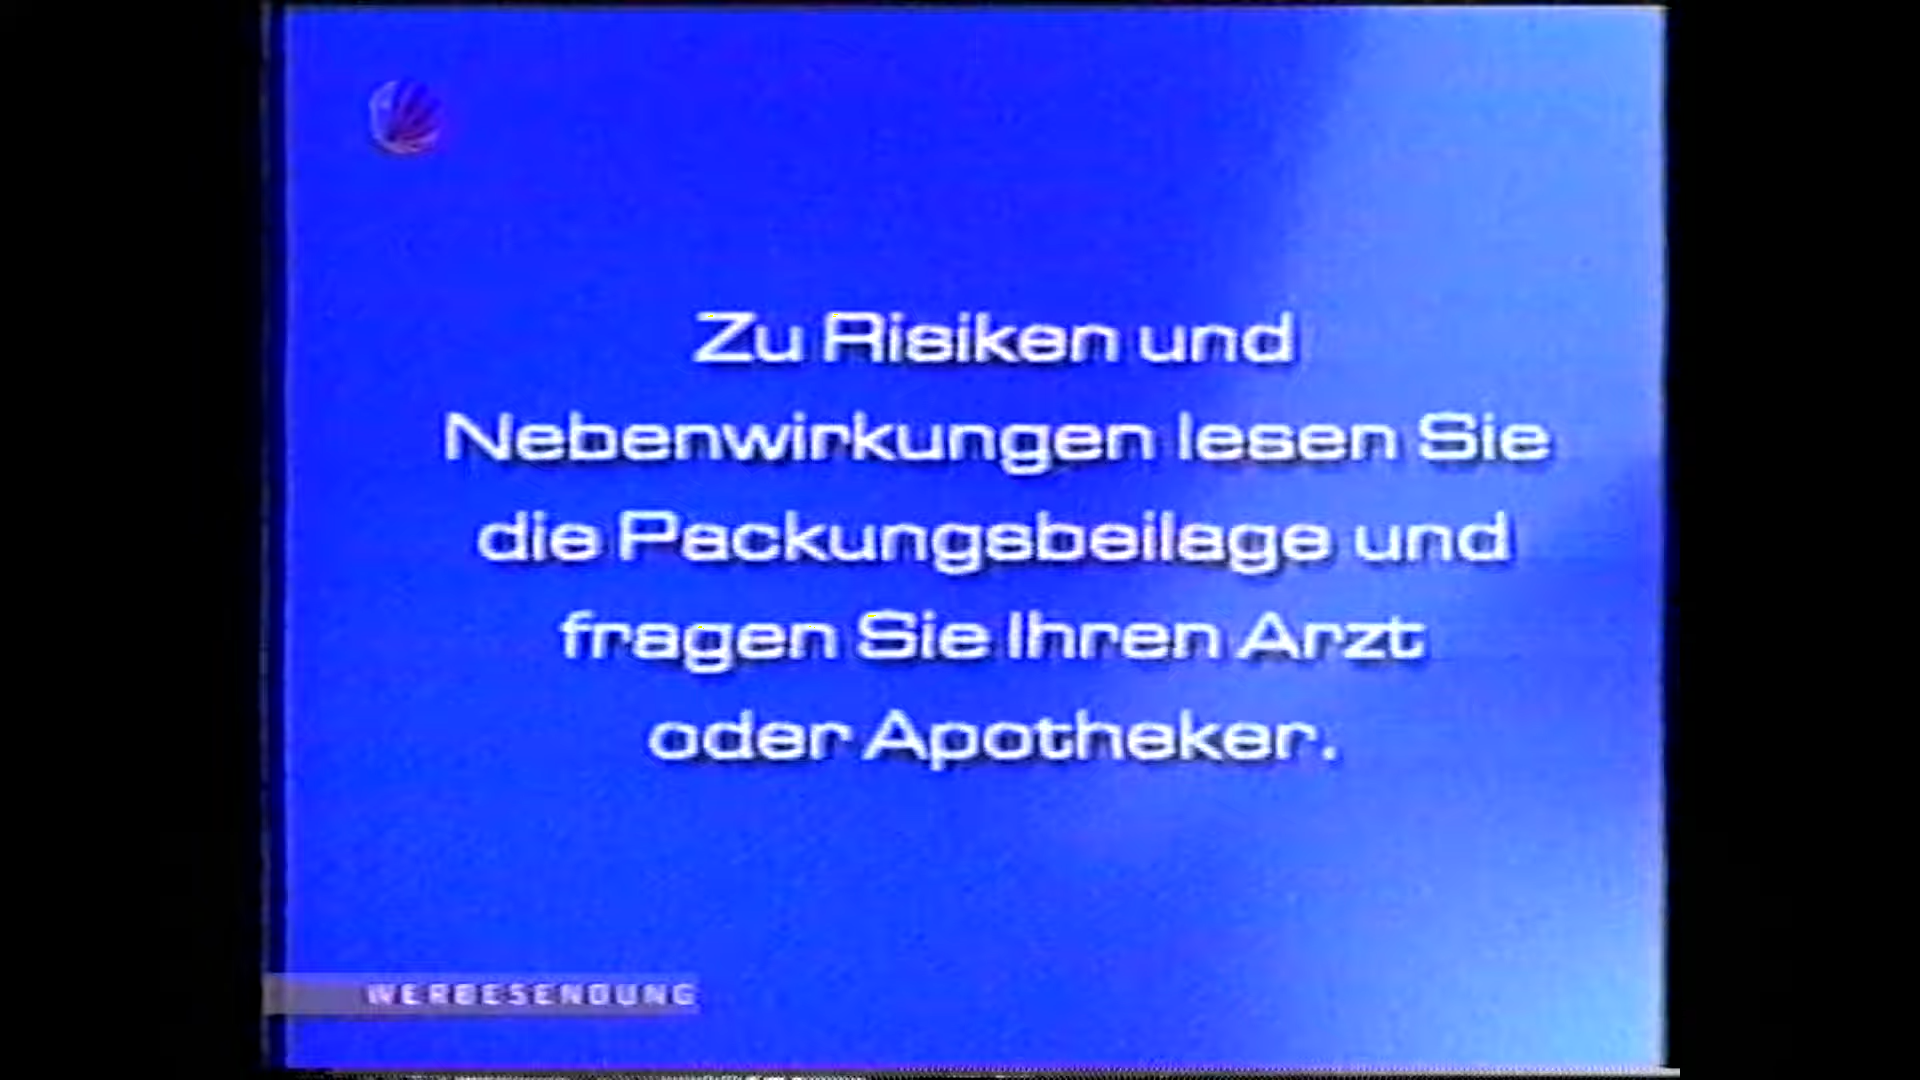 Zu Risiken und
Nebenwirkungen lesen Sie
die Packungsbeilage und
fragen Sie Ihren Arzt
oder Apotheker.
WERBESENDUNG